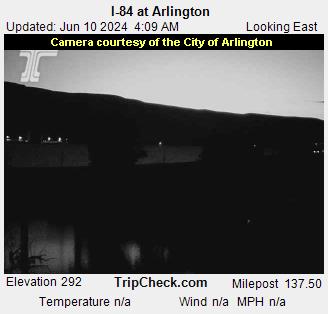 I-84 at Arlington
Updated: Jun 10 2024 4:09 AM Looking East
Camera courtesy of the City of Arlington
Elevation 292 TripCheck.com Milepost 137.50
Temperature n/a Wind n/a MPH n/a